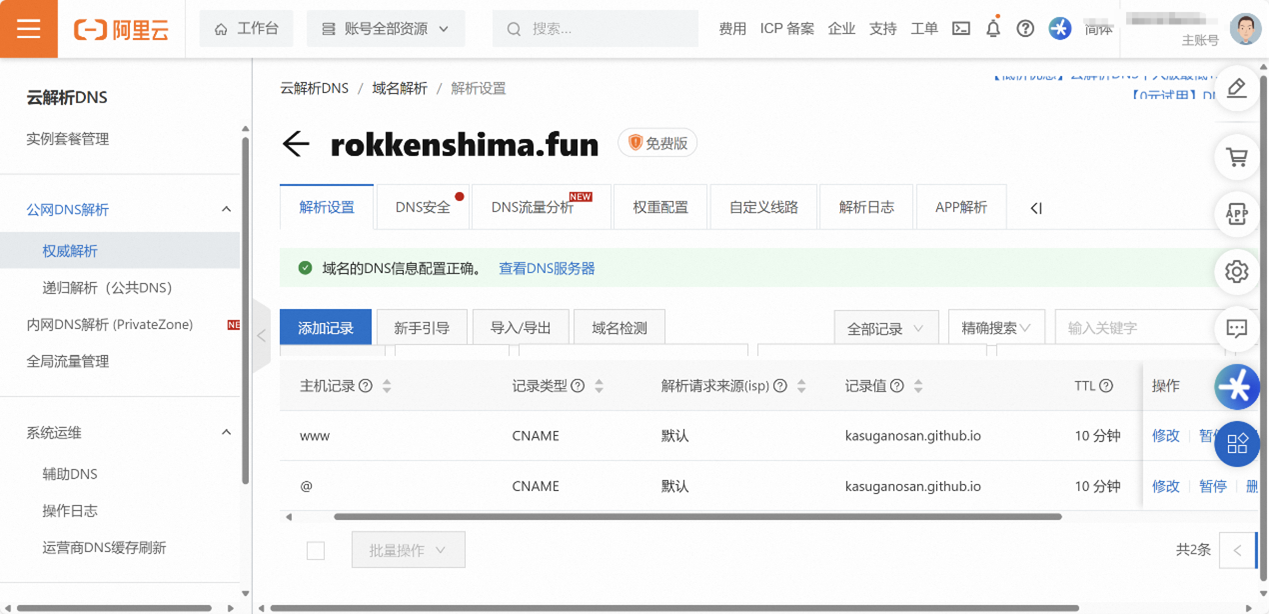 阿里云
工作台
账号全部资源
搜索...
费用 ICP 备案 企业 支持 工单
简体
主账号
云解析DNS
实例套餐管理
公网DNS解析
权威解析
递归解析（公共DNS）
内网DNS解析 (PrivateZone)
NE
全局流量管理
系统运维
辅助DNS
操作日志
运营商DNS缓存刷新
云解析DNS / 域名解析 / 解析设置
rokkenshima.fun
免费版
解析设置
DNS安全
DNS流量分析
NEW
权重配置
自定义线路
解析日志
APP解析
域名的DNS信息配置正确。 查看DNS服务器
添加记录 新手引导 导入/导出 域名检测
全部记录 精确搜索 输入关键字
主机记录 记录类型 解析请求来源(isp) 记录值 TTL 操作
www CNAME 默认 kasuganosan.github.io 10 分钟 修改
@ CNAME 默认 kasuganosan.github.io 10 分钟 修改 暂停 删
批量操作
共2条
APP